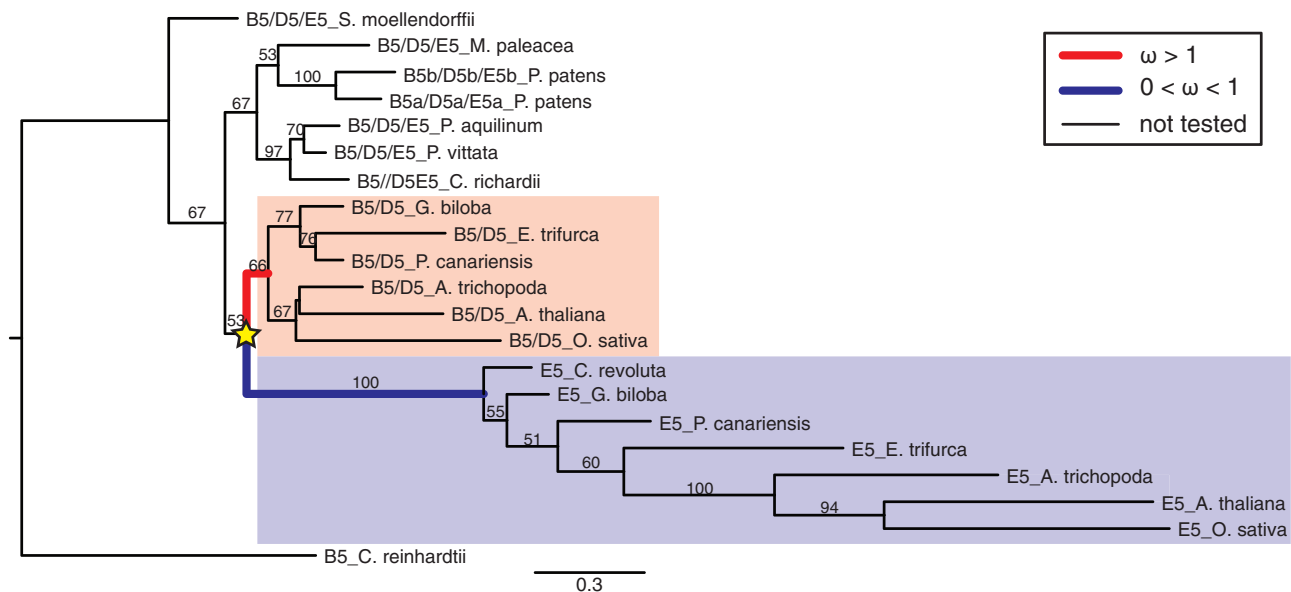 B5/D5/E5_S. moellendorffii
B5/D5/E5_M. paleacea
53
B5b/D5b/E5b_P. patens
100
B5a/D5a/E5a_P. patens
67
B5/D5/E5_P. aquilinum
70
B5/D5/E5_P. vittata
97
B5//D5E5_C. richardii
67
B5/D5_G. biloba
77
B5/D5_E. trifurca
76
B5/D5_P. canariensis
66
B5/D5_A. trichopoda
67
B5/D5_A. thaliana
53
B5/D5_O. sativa
E5_C. revoluta
100
E5_G. biloba
55
E5_P. canariensis
51
E5_E. trifurca
60
E5_A. trichopoda
100
E5_A. thaliana
94
E5_O. sativa
B5_C. reinhardtii
0.3
ω > 1
0 < ω < 1
not tested